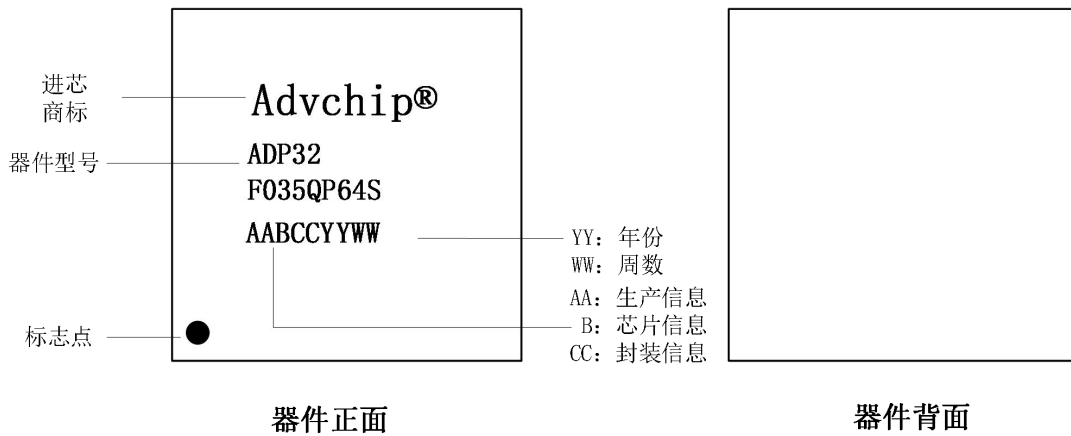 进芯
商标
Advchip®
器件型号
ADP32
F035QP64S
AABCCYYWW
YY: 年份
WW: 周数
AA: 生产信息
B: 芯片信息
CC: 封装信息
标志点
器件正面
器件背面